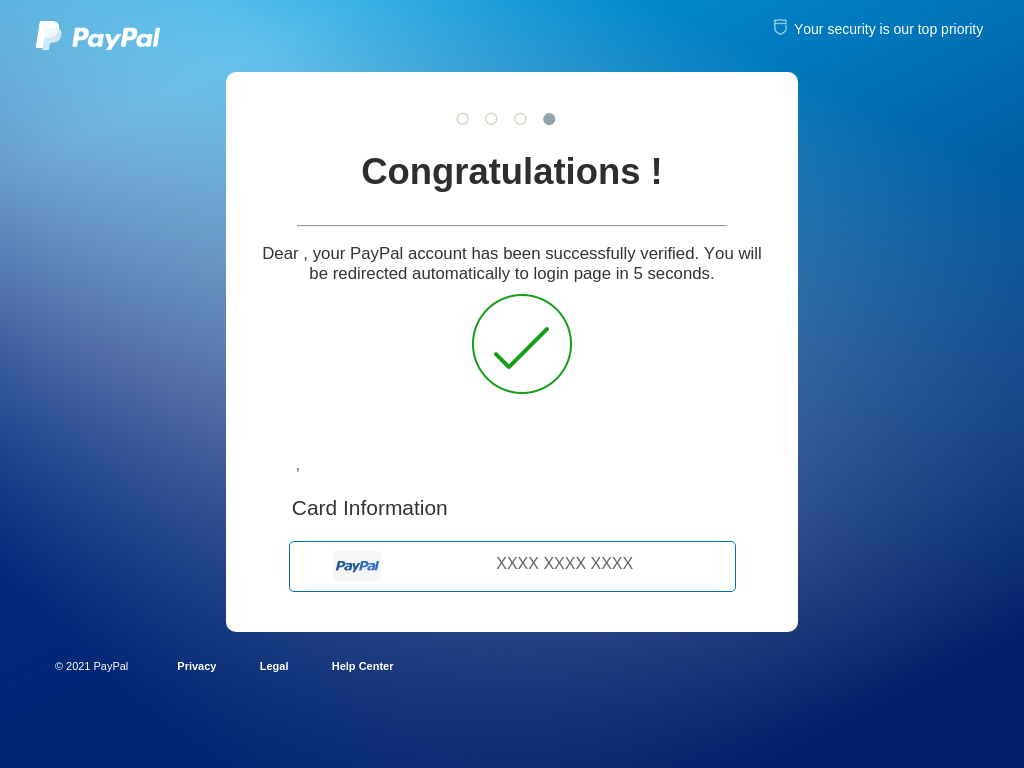 PayPal
Your security is our top priority
Congratulations !
Dear , your PayPal account has been successfully verified. You will
be redirected automatically to login page in 5 seconds.
,
Card Information
PayPal
XXXX XXXX XXXX
© 2021 PayPal
Privacy
Legal
Help Center